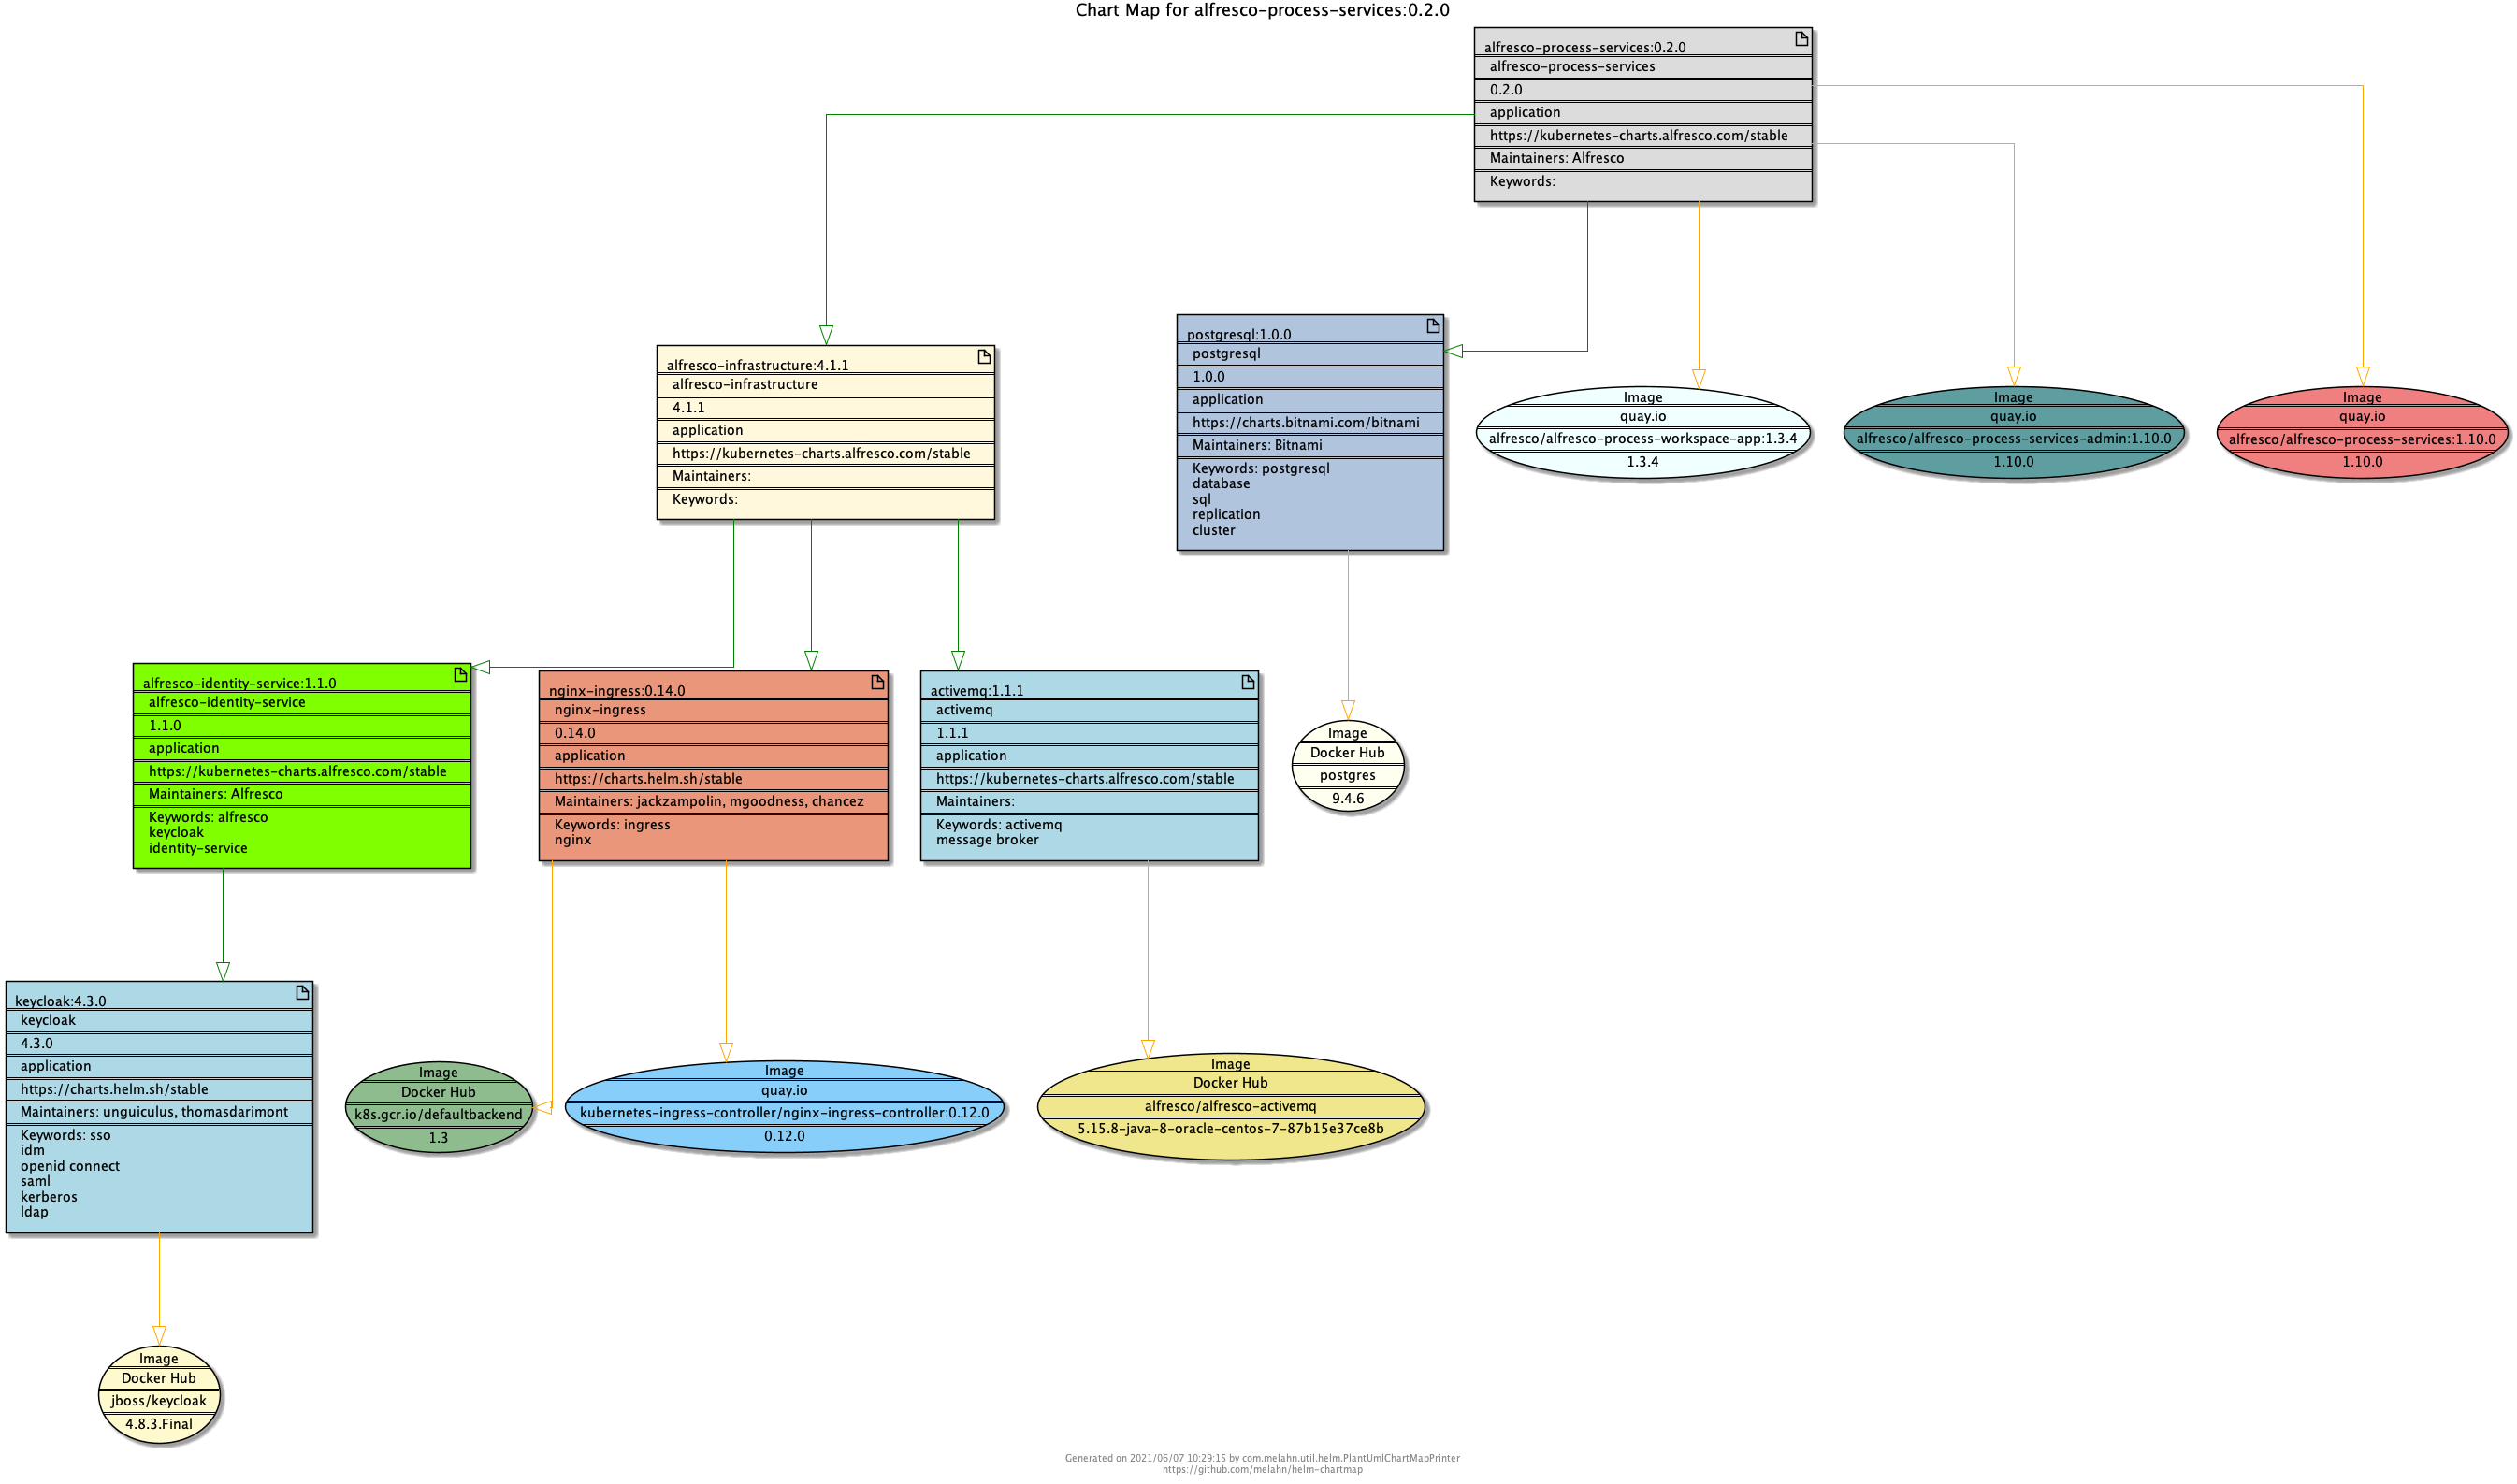 Chart Map for alfresco-process-services:0.2.0
alfresco-process-services:0.2.0
alfresco-process-services
0.2.0
application
https://kubernetes-charts.alfresco.com/stable
Maintainers: Alfresco
Keywords:
alfresco-infrastructure:4.1.1
alfresco-infrastructure
4.1.1
application
https://kubernetes-charts.alfresco.com/stable
Maintainers:
Keywords:
postgresql:1.0.0
postgresql
1.0.0
application
https://charts.bitnami.com/bitnami
Maintainers: Bitnami
Keywords: postgresql
database
sql
replication
cluster
Image
quay.io
alfresco/alfresco-process-workspace-app:1.3.4
1.3.4
Image
quay.io
alfresco/alfresco-process-services-admin:1.10.0
1.10.0
Image
quay.io
alfresco/alfresco-process-services:1.10.0
1.10.0
alfresco-identity-service:1.1.0
alfresco-identity-service
1.1.0
application
https://kubernetes-charts.alfresco.com/stable
Maintainers: Alfresco
Keywords: alfresco
keycloak
identity-service
nginx-ingress:0.14.0
nginx-ingress
0.14.0
application
https://charts.helm.sh/stable
Maintainers: jackzampolin, mgoodness, chancez
Keywords: ingress
nginx
activemq:1.1.1
activemq
1.1.1
application
https://kubernetes-charts.alfresco.com/stable
Maintainers:
Keywords: activemq
message broker
Image
Docker Hub
postgres
9.4.6
keycloak:4.3.0
keycloak
4.3.0
application
https://charts.helm.sh/stable
Maintainers: unguiculus, thomasdarimont
Keywords: sso
idm
openid connect
saml
kerberos
ldap
Image
Docker Hub
k8s.gcr.io/defaultbackend
1.3
Image
quay.io
kubernetes-ingress-controller/nginx-ingress-controller:0.12.0
0.12.0
Image
Docker Hub
alfresco/alfresco-activemq
5.15.8-java-8-oracle-centos-7-87b15e37ce8b
Image
Docker Hub
jboss/keycloak
4.8.3.Final
Generated on 2021/06/07 10:29:15 by com.melahn.util.helm.PlantUmlChartMapPrinter
https://github.com/melahn/helm-chartmap